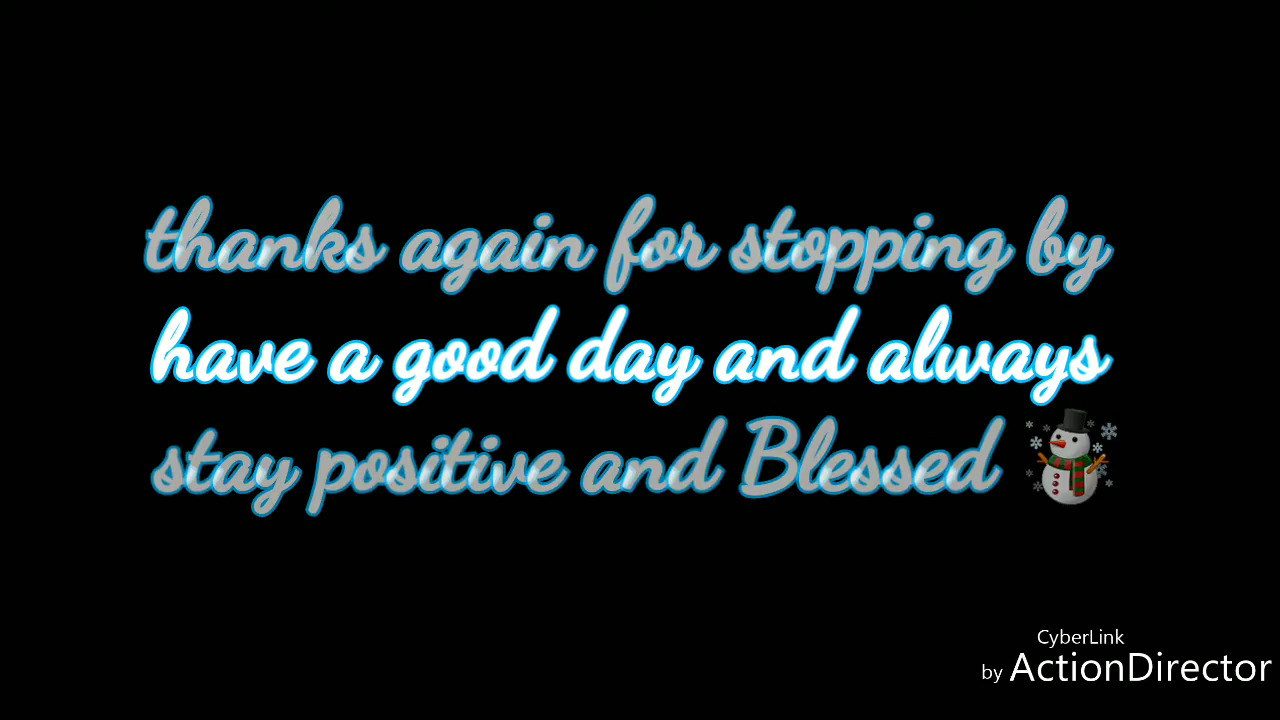 thanks again for stopping by
have a good day and always
stay positive and Blessed ☃️
CyberLink
by ActionDirector